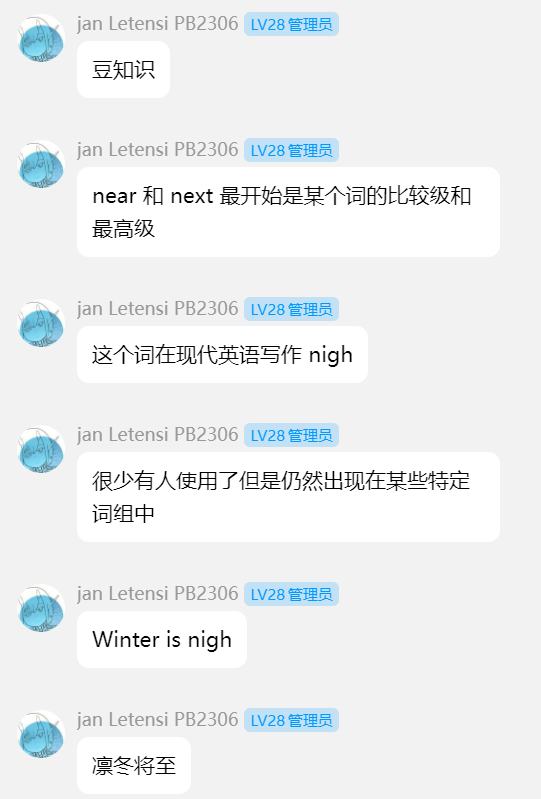 jan Letensi PB2306 LV28 管理员
豆知识
jan Letensi PB2306 LV28 管理员
near 和 next 最开始是某个词的比较级和
最高级
jan Letensi PB2306 LV28 管理员
这个词在现代英语写作 nigh
jan Letensi PB2306 LV28 管理员
很少有人使用了但是仍然出现在某些特定
词组中
jan Letensi PB2306 LV28 管理员
Winter is nigh
jan Letensi PB2306 LV28 管理员
凛冬将至